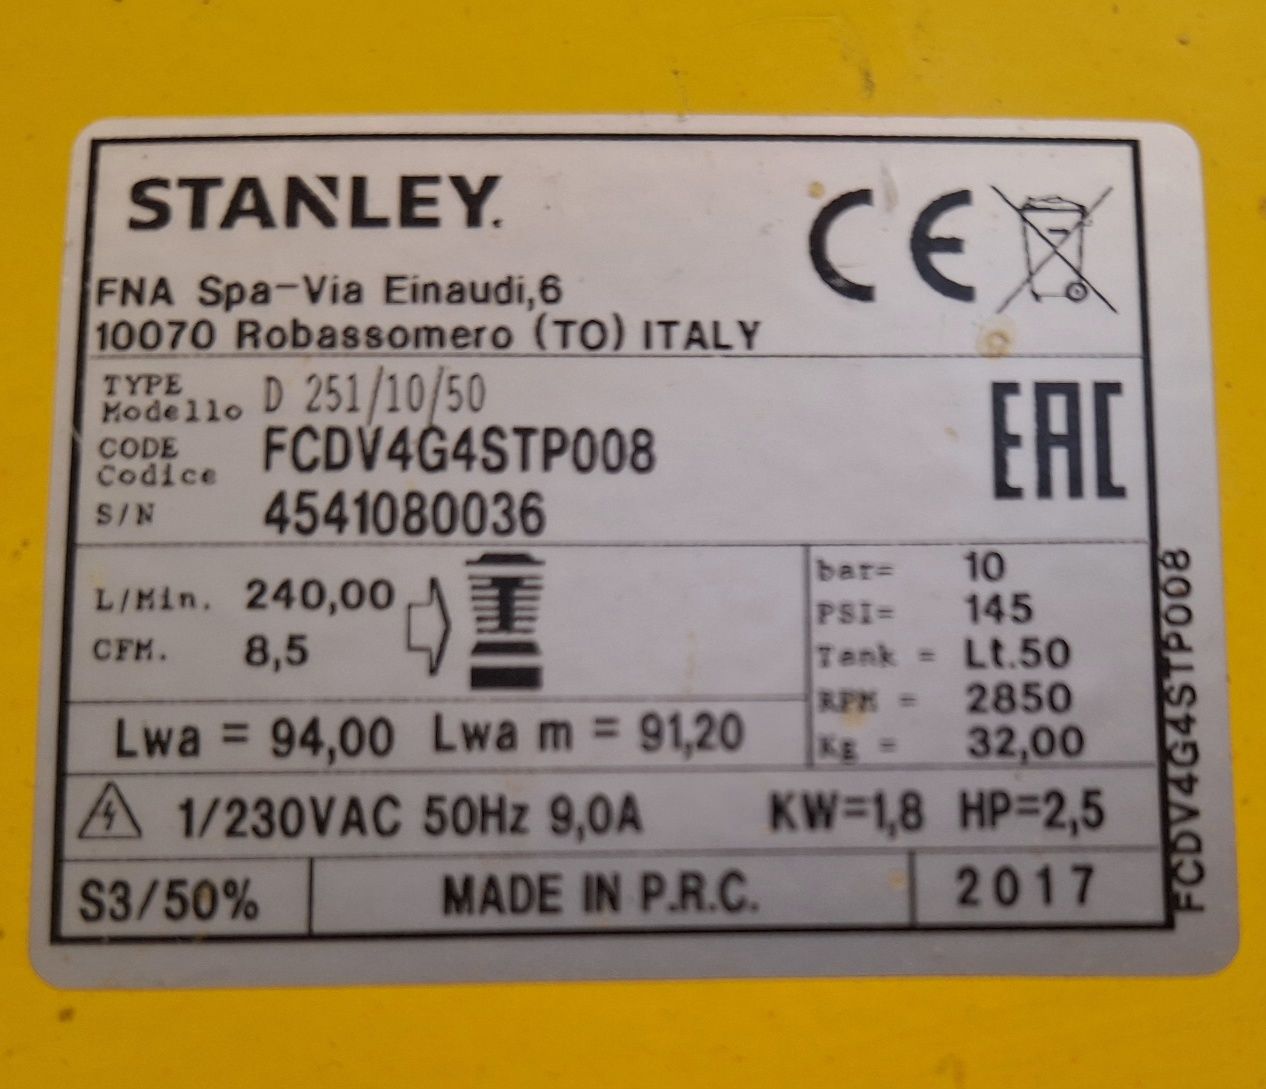 STANLEY.
CE
FNA Spa-Via Einaudi,6
10070 Robassomero (TO) ITALY
TYPE
Modello D 251/10/50
CODE
Codice FCDV4G4STP008
S/N 4541080036
EAC
L/Min. 240,00
CFM. 8,5
bar= 10
PSI= 145
Tank = Lt.50
RPM = 2850
Kg = 32,00
Lwa = 94,00 Lwa m = 91,20
1/230VAC 50Hz 9,0A KW=1,8 HP=2,5
S3/50% MADE IN P.R.C. 2017
FCDV4G4STP008